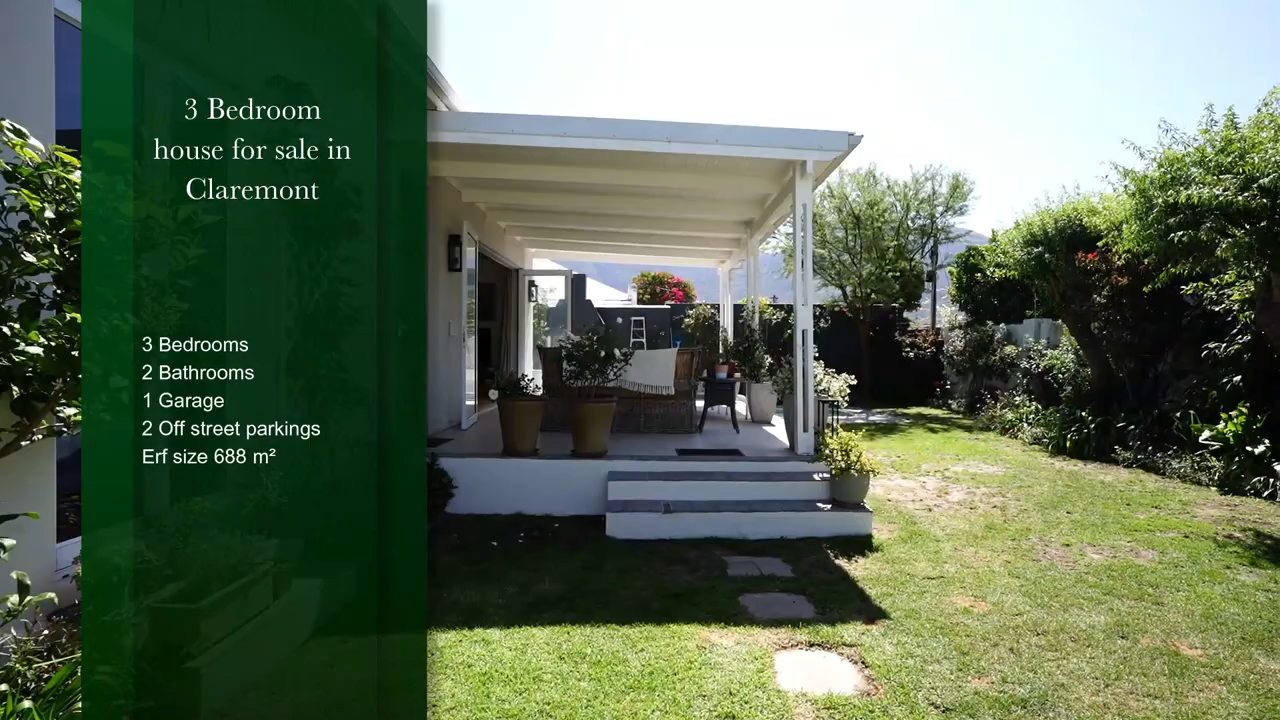 3 Bedroom
house for sale in
Claremont
3 Bedrooms
2 Bathrooms
1 Garage
2 Off street parkings
Erf size 688 m²